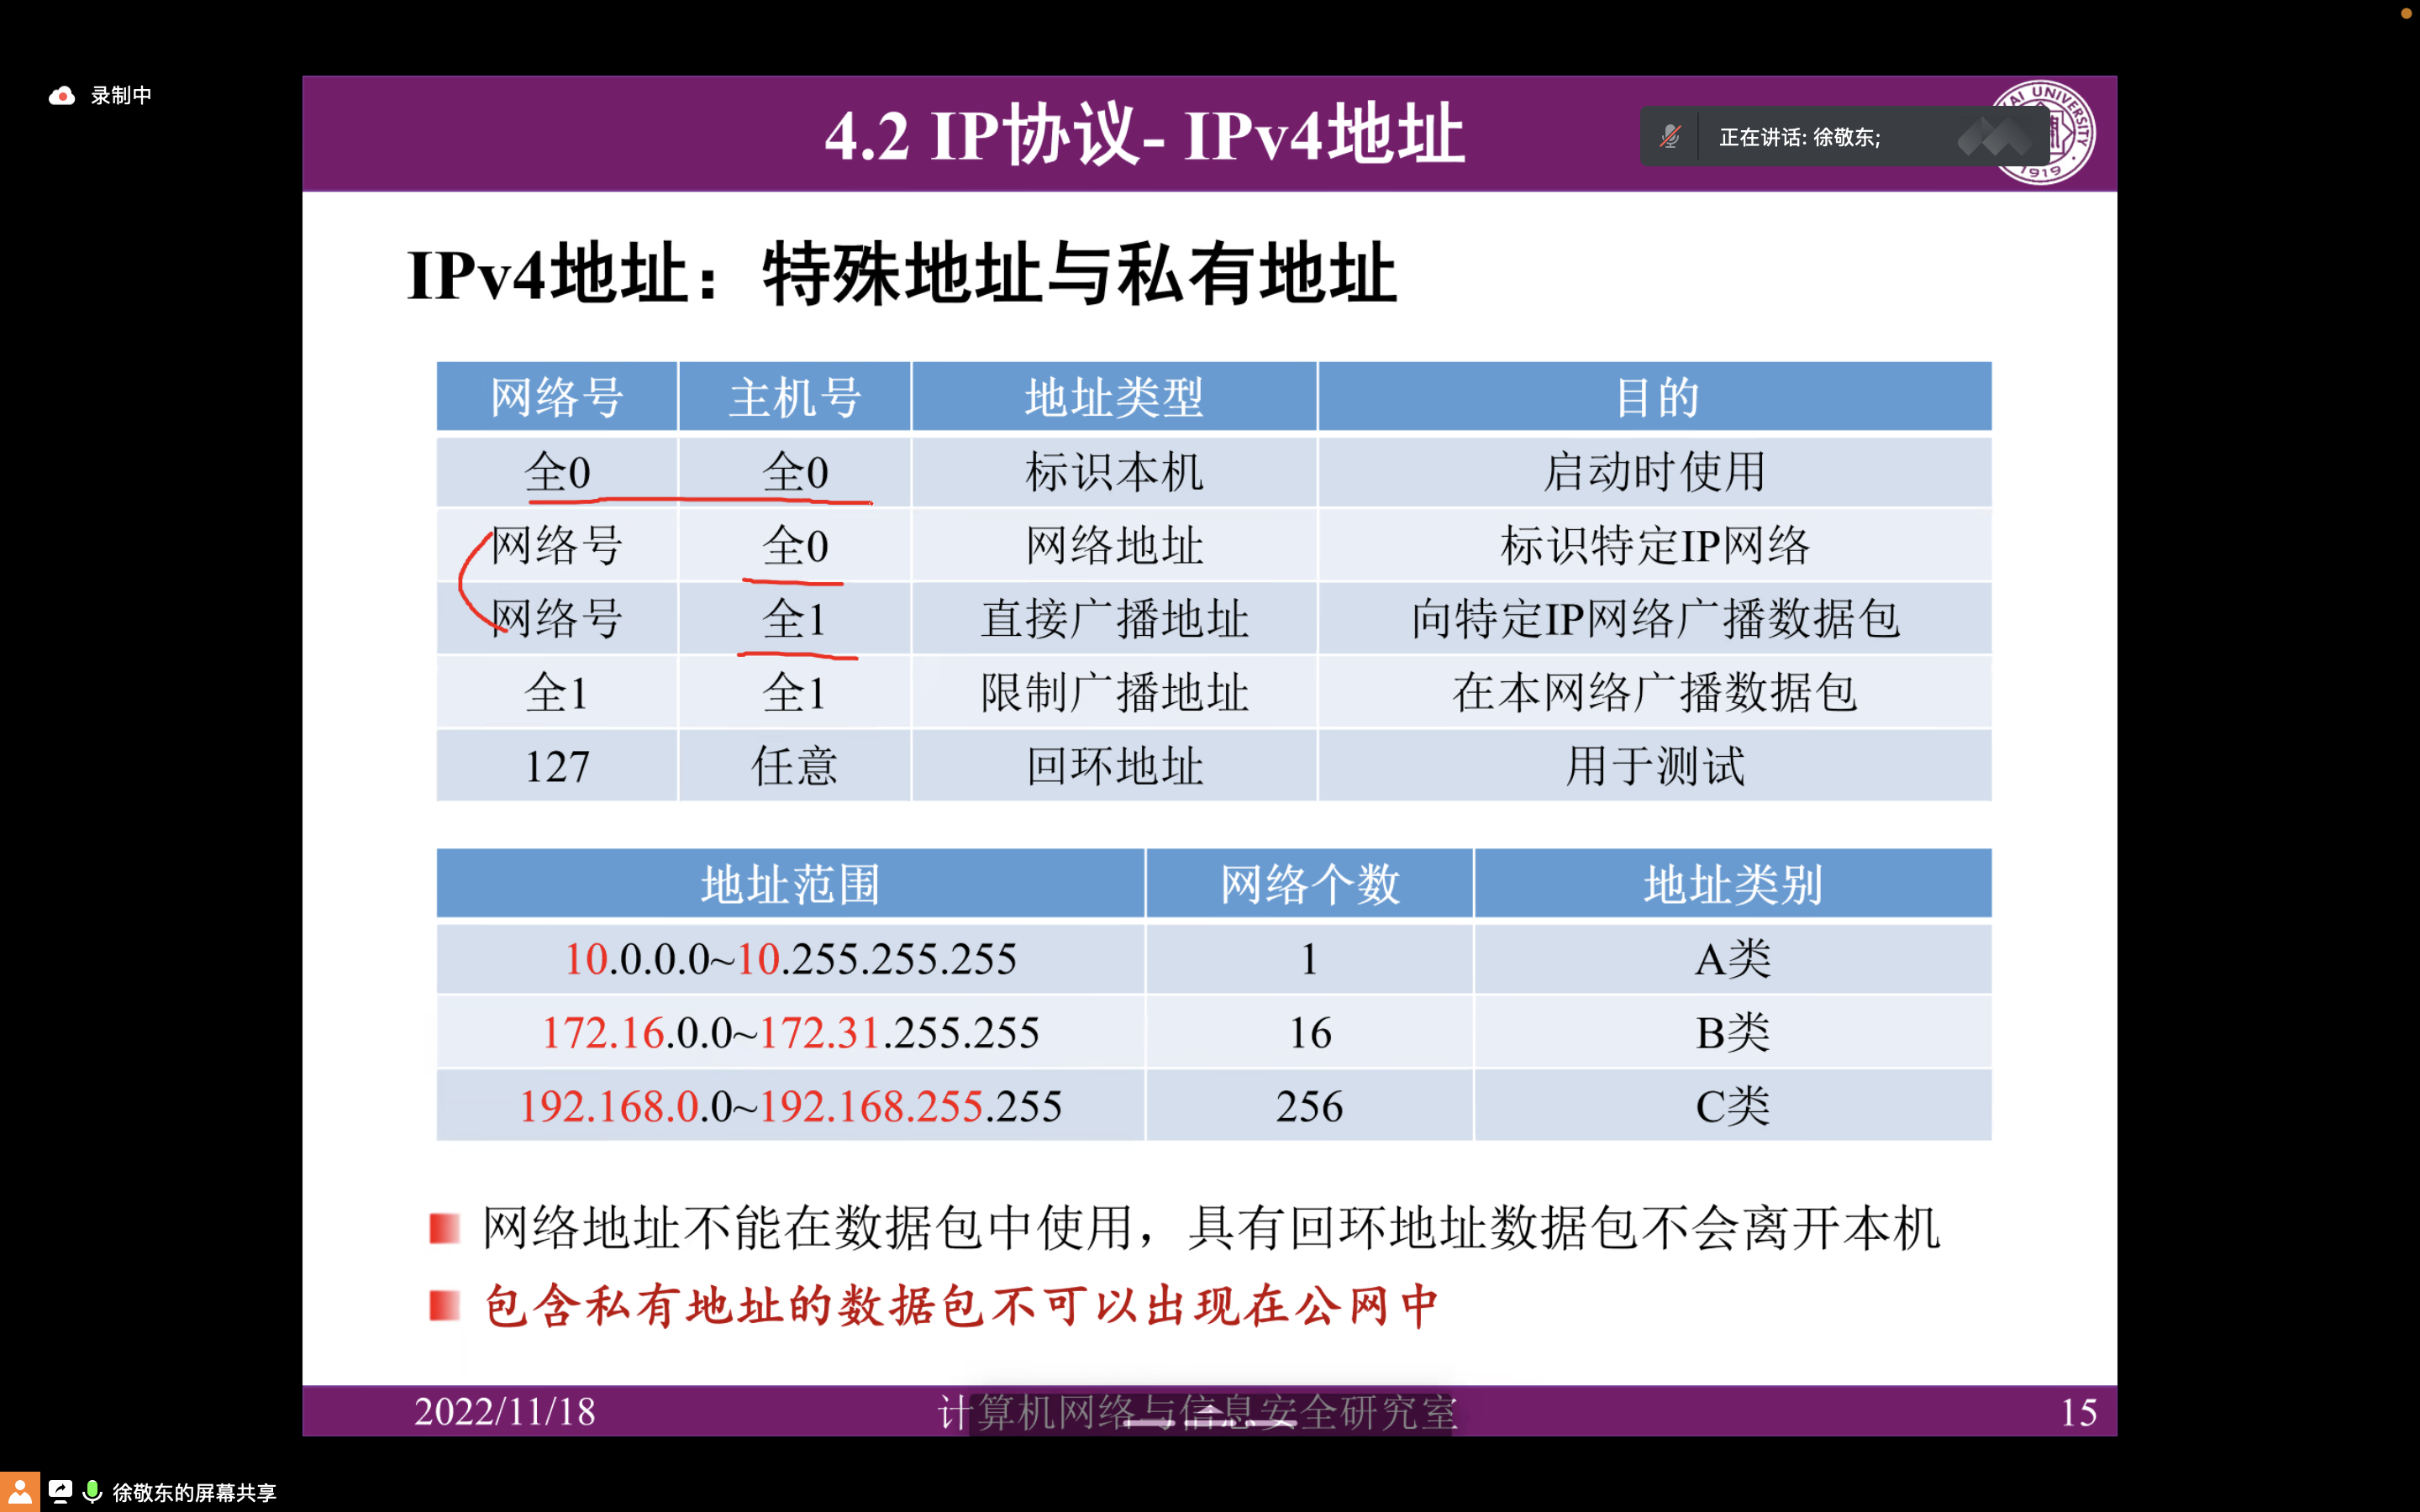 录制中
4.2 IP协议- IPv4地址
正在讲话: 徐敬东;
AI UNIVERSITY
1919
IPv4地址：特殊地址与私有地址
网络号 主机号 地址类型 目的
全0 全0 标识本机 启动时使用
网络号 全0 网络地址 标识特定IP网络
网络号 全1 直接广播地址 向特定IP网络广播数据包
全1 全1 限制广播地址 在本网络广播数据包
127 任意 回环地址 用于测试
地址范围 网络个数 地址类别
10.0.0.0~10.255.255.255 1 A类
172.16.0.0~172.31.255.255 16 B类
192.168.0.0~192.168.255.255 256 C类
网络地址不能在数据包中使用，具有回环地址数据包不会离开本机
包含私有地址的数据包不可以出现在公网中
2022/11/18 计算机网络与信息安全研究室 15
徐敬东的屏幕共享